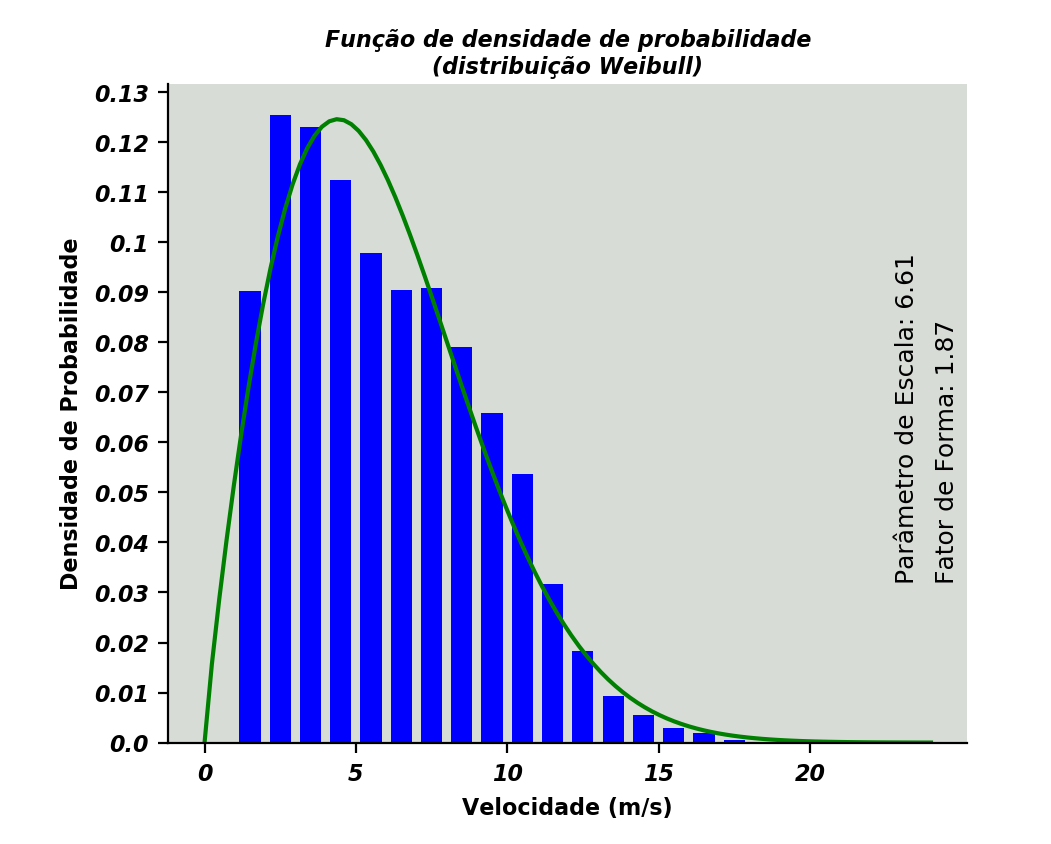 Função de densidade de probabilidade
(distribuição Weibull)
Densidade de Probabilidade
0.13
0.12
0.11
0.1
0.09
0.08
0.07
0.06
0.05
0.04
0.03
0.02
0.01
0.0
Parâmetro de Escala: 6.61
Fator de Forma: 1.87
0 5 10 15 20
Velocidade (m/s)